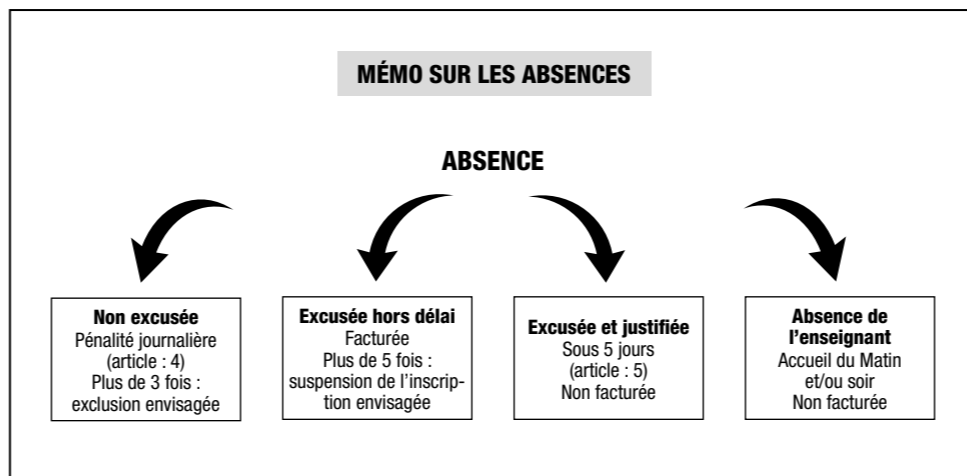 MÉMO SUR LES ABSENCES
ABSENCE
Non excusée
Pénalité journalière
(article : 4)
Plus de 3 fois :
exclusion envisagée
Excusée hors délai
Facturée
Plus de 5 fois :
suspension de l’inscrip-
tion envisagée
Excusée et justifiée
Sous 5 jours
(article : 5)
Non facturée
Absence de
l’enseignant
Accueil du Matin
et/ou soir
Non facturée